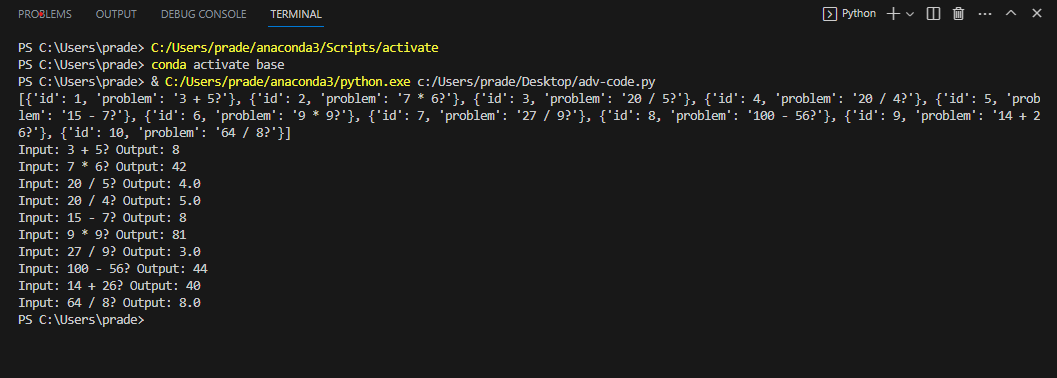 PROBLEMS OUTPUT DEBUG CONSOLE TERMINAL Python
PS C:\Users\prade> C:/Users/prade/anaconda3/Scripts/activate
PS C:\Users\prade> conda activate base
PS C:\Users\prade> & C:/Users/prade/anaconda3/python.exe c:/Users/prade/Desktop/adv-code.py
[{'id': 1, 'problem': '3 + 5?'}, {'id': 2, 'problem': '7 * 6?'}, {'id': 3, 'problem': '20 / 5?'}, {'id': 4, 'problem': '20 / 4?'}, {'id': 5, 'prob
lem': '15 - 7?'}, {'id': 6, 'problem': '9 * 9?'}, {'id': 7, 'problem': '27 / 9?'}, {'id': 8, 'problem': '100 - 56?'}, {'id': 9, 'problem': '14 + 2
6?'}, {'id': 10, 'problem': '64 / 8?'}]
Input: 3 + 5? Output: 8
Input: 7 * 6? Output: 42
Input: 20 / 5? Output: 4.0
Input: 20 / 4? Output: 5.0
Input: 15 - 7? Output: 8
Input: 9 * 9? Output: 81
Input: 27 / 9? Output: 3.0
Input: 100 - 56? Output: 44
Input: 14 + 26? Output: 40
Input: 64 / 8? Output: 8.0
PS C:\Users\prade>